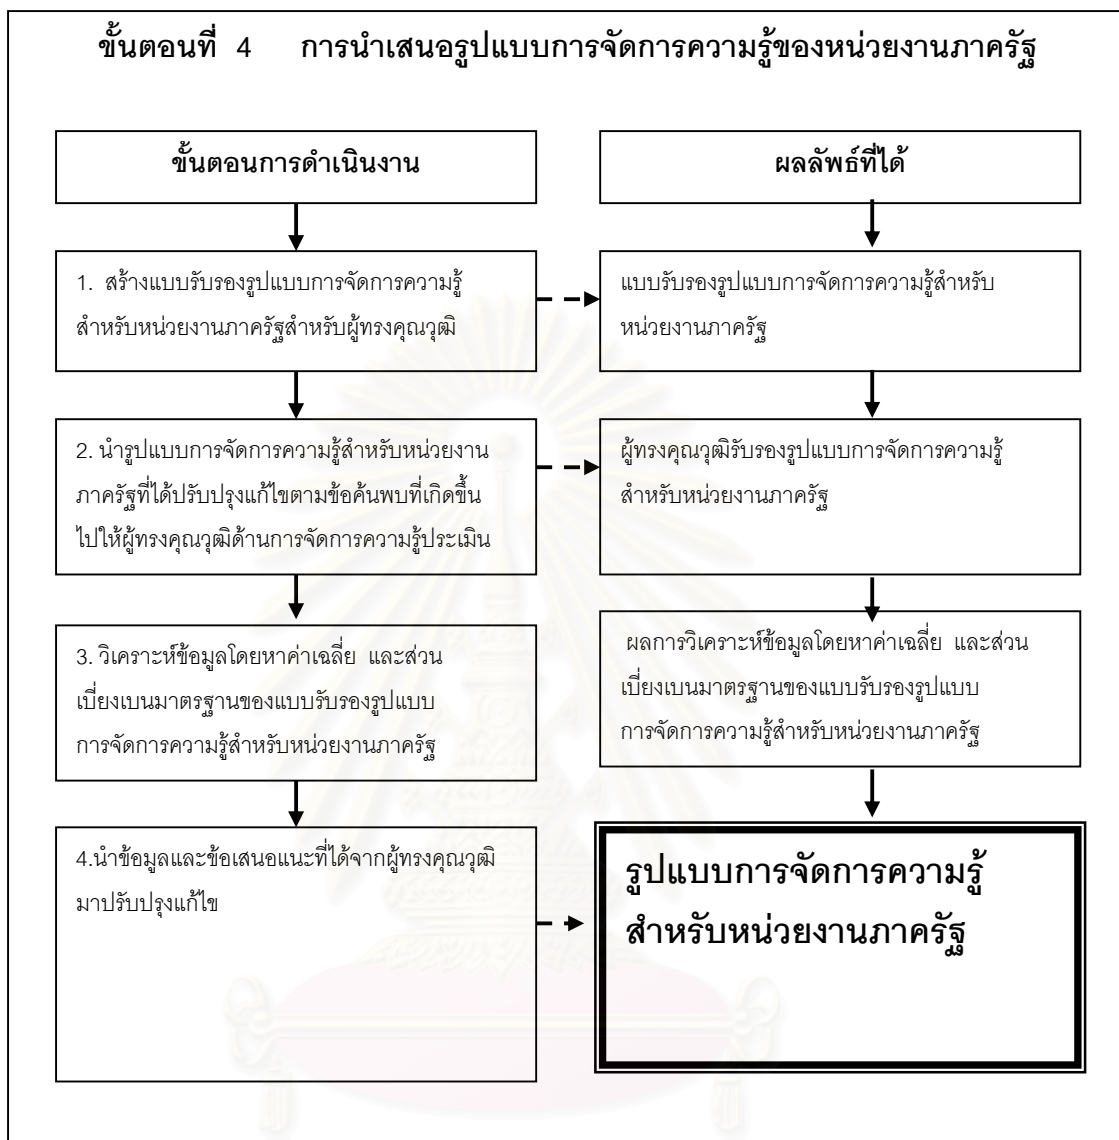 ขั้นตอนที่ 4 การนำเสนอรูปแบบการจัดการความรู้ของหน่วยงานภาครัฐ
ขั้นตอนการดำเนินงาน
ผลลัพธ์ที่ได้
1. สร้างแบบรับรองรูปแบบการจัดการความรู้
สำหรับหน่วยงานภาครัฐสำหรับผู้ทรงคุณวุฒิ
แบบรับรองรูปแบบการจัดการความรู้สำหรับ
หน่วยงานภาครัฐ
2. นำรูปแบบการจัดการความรู้สำหรับหน่วยงาน
ภาครัฐที่ได้ปรับปรุงแก้ไขตามข้อค้นพบที่เกิดขึ้น
ไปให้ผู้ทรงคุณวุฒิด้านการจัดการความรู้ประเมิน
ผู้ทรงคุณวุฒิรับรองรูปแบบการจัดการความรู้
สำหรับหน่วยงานภาครัฐ
3. วิเคราะห์ข้อมูลโดยหาค่าเฉลี่ย และส่วน
เบี่ยงเบนมาตรฐานของแบบรับรองรูปแบบ
การจัดการความรู้สำหรับหน่วยงานภาครัฐ
ผลการวิเคราะห์ข้อมูลโดยหาค่าเฉลี่ย และส่วน
เบี่ยงเบนมาตรฐานของแบบรับรองรูปแบบ
การจัดการความรู้สำหรับหน่วยงานภาครัฐ
4.นำข้อมูลและข้อเสนอแนะที่ได้จากผู้ทรงคุณวุฒิ
มาปรับปรุงแก้ไข
รูปแบบการจัดการความรู้
สำหรับหน่วยงานภาครัฐ